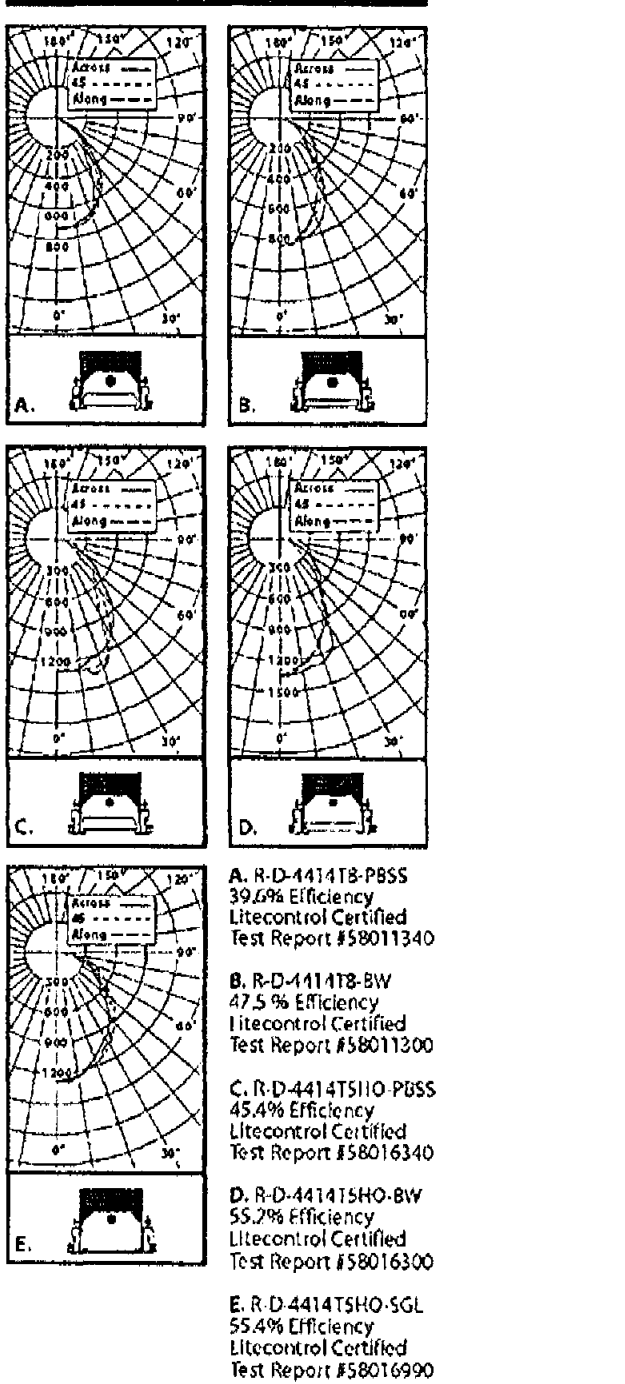 180° 150° 120°
Across
45
Along
90°
200
400
600
800
60°
0° 30°
A.
180° 150° 120°
Across
45
Along
200
400
600
800
60°
0° 30°
B.
180° 150° 120°
Across
45
Along
90°
300
600
900
1200
60°
0° 30°
C.
180° 150° 120°
Across
45
Along
90°
300
600
900
1200
1500
0° 30°
D.
180° 150° 120°
Across
45
Along
90°
300
600
900
1200
60°
0° 30°
E.
A. R-D-4414T8-PBSS
39.6% Efficiency
Litecontrol Certified
Test Report #58011340
B. R-D-4414T8-BW
47.5 % Efficiency
Litecontrol Certified
Test Report #58011300
C. R-D-4414T5HO-PBSS
45.4% Efficiency
Litecontrol Certified
Test Report #58016340
D. R-D-4414T5HO-BW
55.2% Efficiency
Litecontrol Certified
Test Report #58016300
E. R-D-4414T5HO-SGL
55.4% Efficiency
Litecontrol Certified
Test Report #58016990